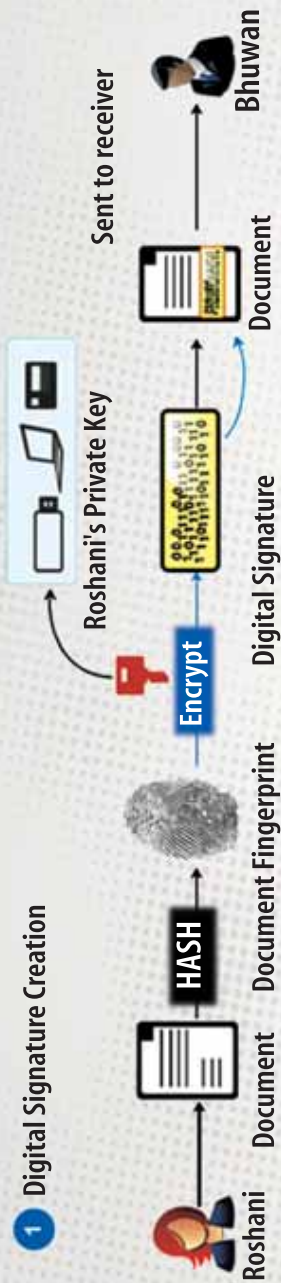 1 Digital Signature Creation
Roshani's Private Key
Sent to receiver
HASH
Encrypt
Roshani
Document
Document Fingerprint
Digital Signature
Document
Bhuwan